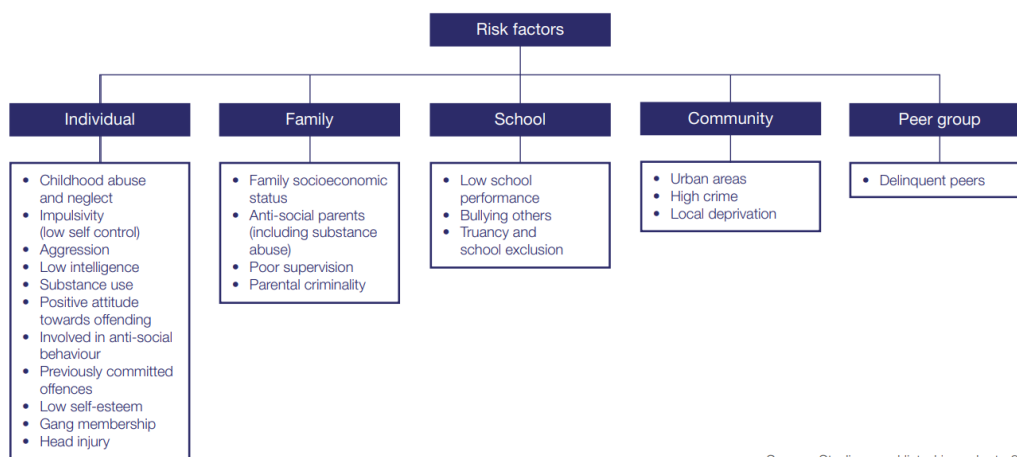 Risk factors
Individual
• Childhood abuse
and neglect
• Impulsivity
(low self control)
• Aggression
• Low intelligence
• Substance use
• Positive attitude
towards offending
• Involved in anti-social
behaviour
• Previously committed
offences
• Low self-esteem
• Gang membership
• Head injury
Family
• Family socioeconomic
status
• Anti-social parents
(including substance
abuse)
• Poor supervision
• Parental criminality
School
• Low school
performance
• Bullying others
• Truancy and
school exclusion
Community
• Urban areas
• High crime
• Local deprivation
Peer group
• Delinquent peers